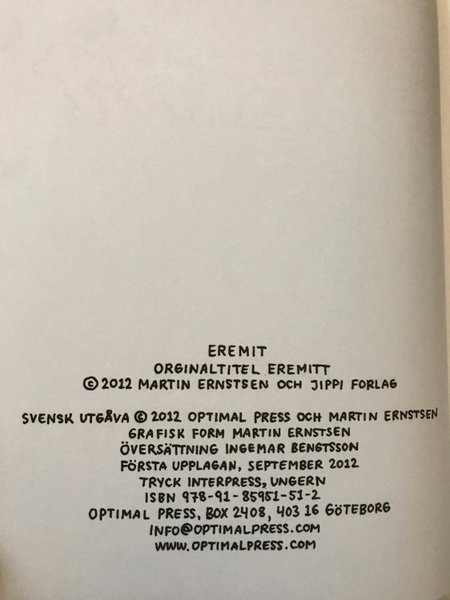 EREMIT
ORGINALTITEL EREMITT
© 2012 MARTIN ERNSTSEN OCH JIPPI FORLAG
SVENSK UTGÅVA © 2012 OPTIMAL PRESS OCH MARTIN ERNSTSEN
GRAFISK FORM MARTIN ERNSTSEN
ÖVERSÄTTNING INGEMAR BENGTSSON
FÖRSTA UPPLAGAN, SEPTEMBER 2012
TRYCK INTERPRESS, UNGERN
ISBN 978-91-85951-51-2
OPTIMAL PRESS, BOX 2408, 403 16 GÖTEBORG
INFO@OPTIMALPRESS.COM
WWW.OPTIMALPRESS.COM